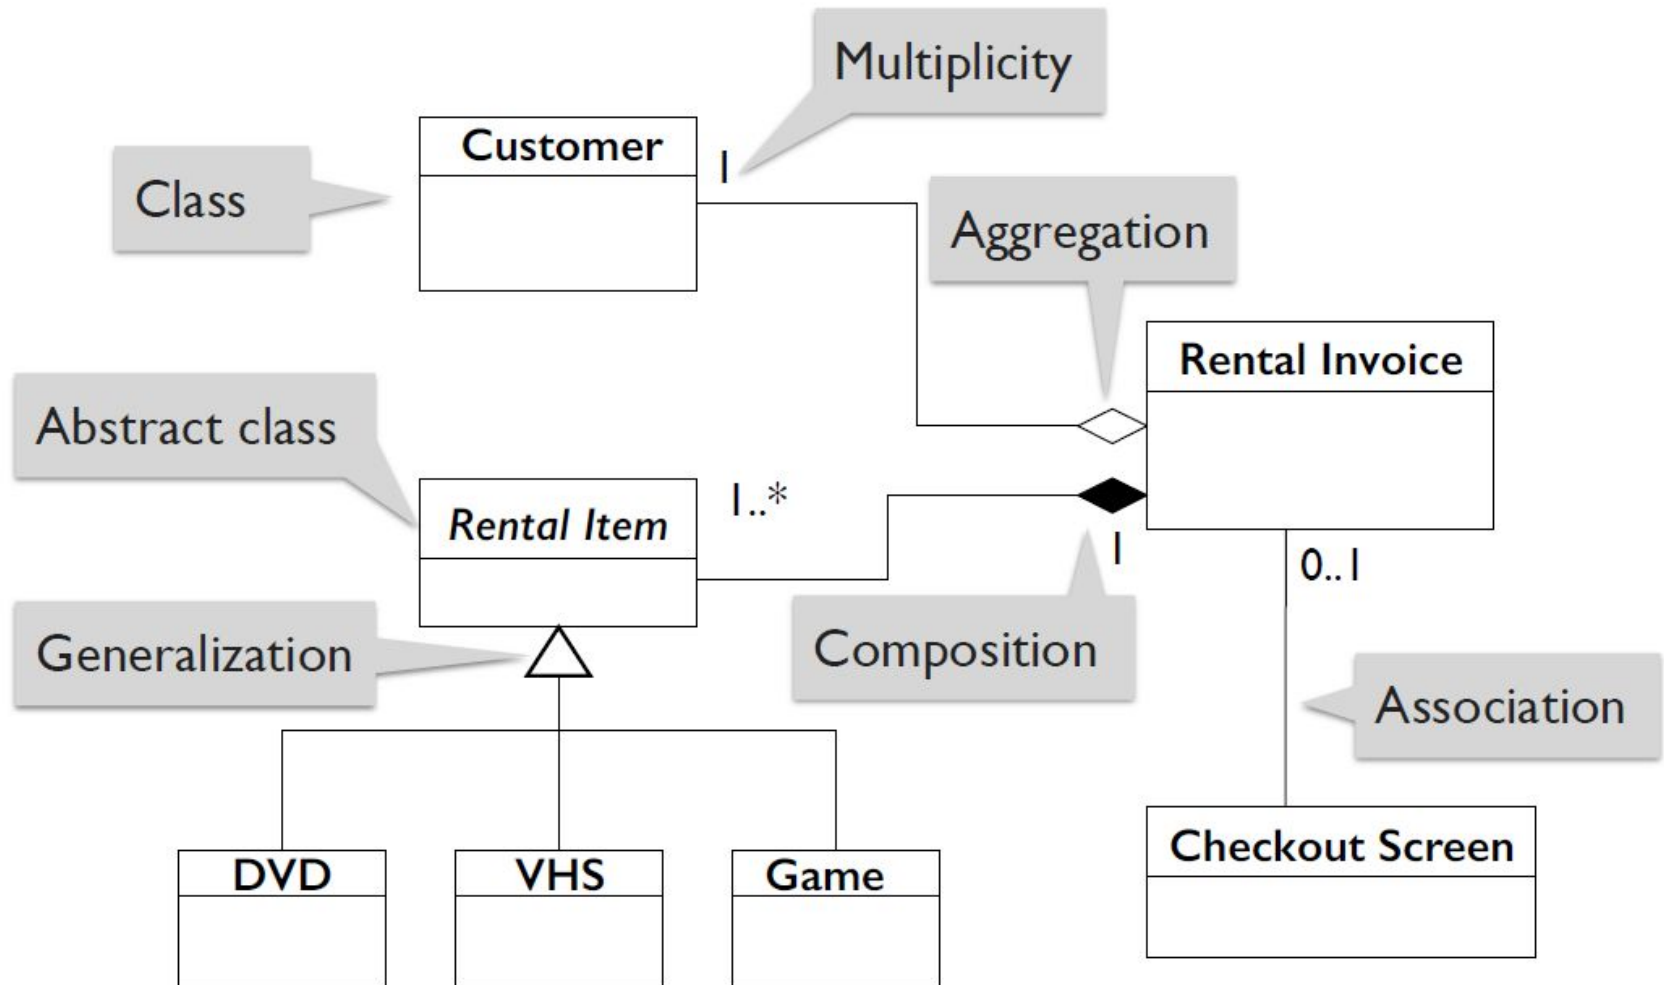 Multiplicity
Customer
1
Class
Aggregation
Rental Invoice
Abstract class
1..*
Rental Item
1
0..1
Generalization
Composition
Association
Checkout Screen
DVD
VHS
Game